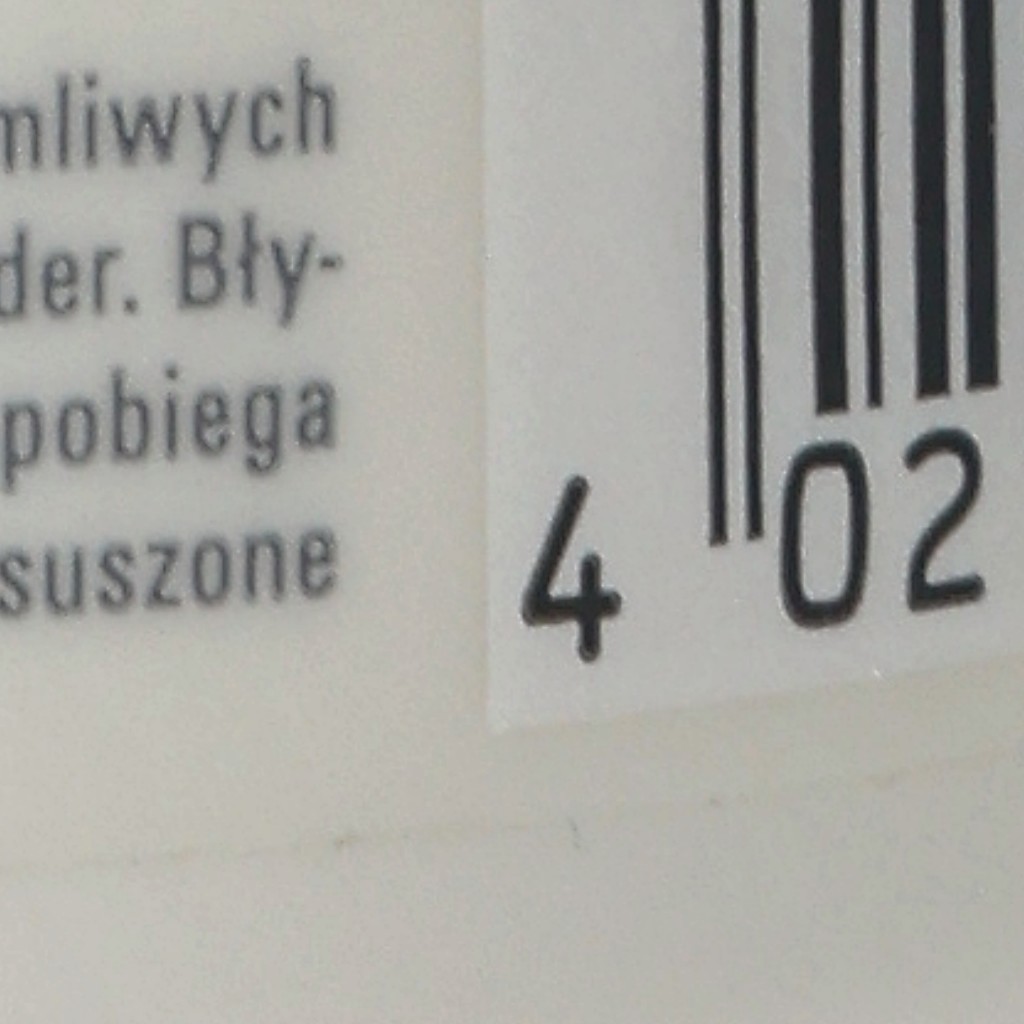 mliwych
der. Bły-
pobiega
suszone
4 02